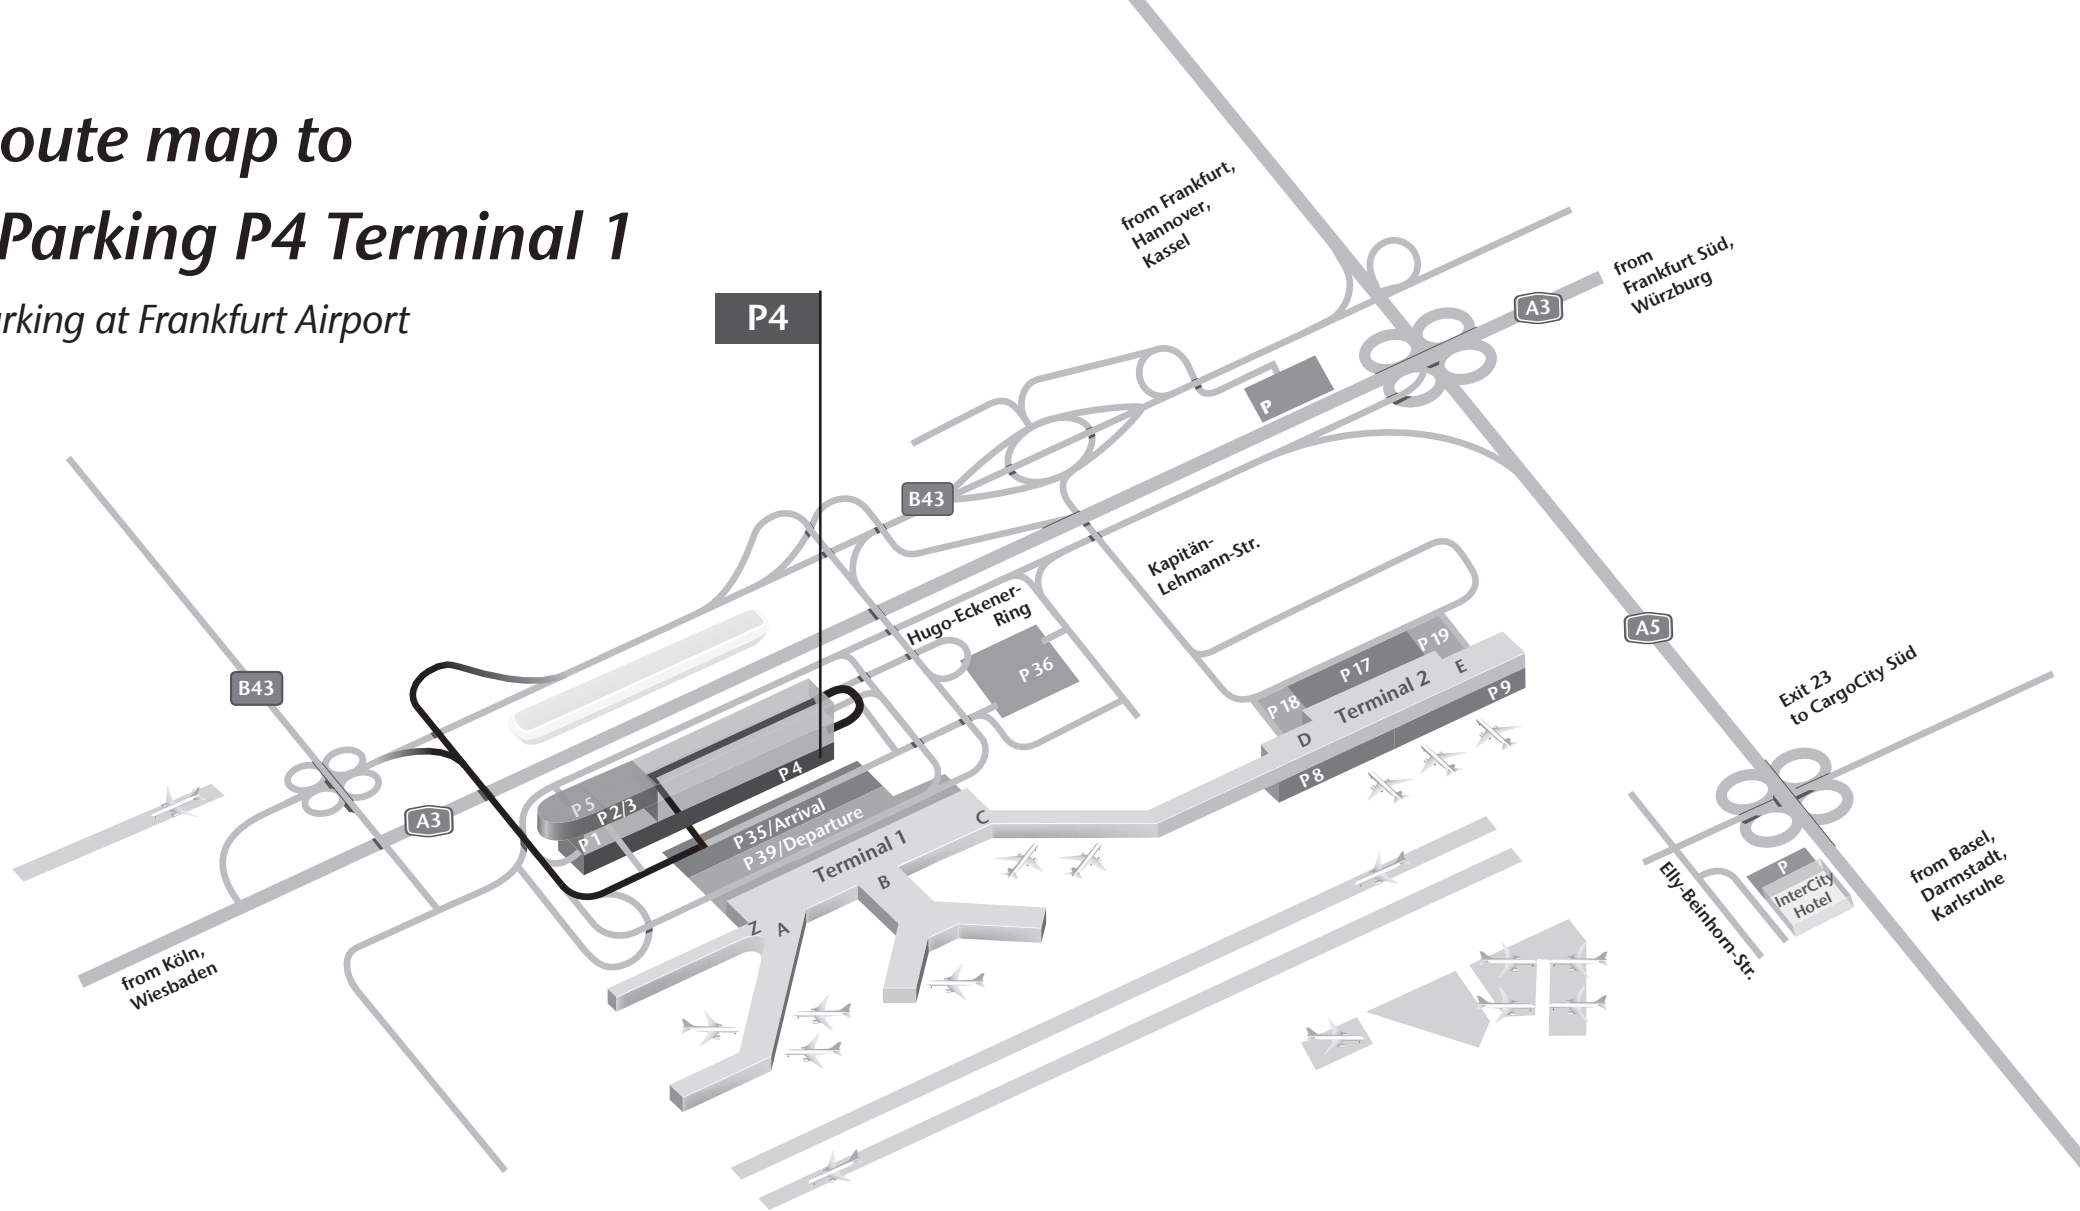 oute map to
Parking P4 Terminal 1
rking at Frankfurt Airport
P4
from Frankfurt,
Hannover,
Kassel
from
Frankfurt Süd,
Würzburg
A3
P
B43
Kapitän-
Lehmann-Str.
Hugo-Eckener-
Ring
P 36
A5
B43
P 19
P 17
P 18
Terminal 2
E
D
P 9
P 8
Exit 23
to CargoCity Süd
P 4
P 5
P 2/3
P 1
A3
P 35/Arrival
P 39/Departure
Terminal 1
C
B
Z
A
from Köln,
Wiesbaden
P
InterCity
Hotel
Elly-Beinhorn-Str.
from Basel,
Darmstadt,
Karlsruhe